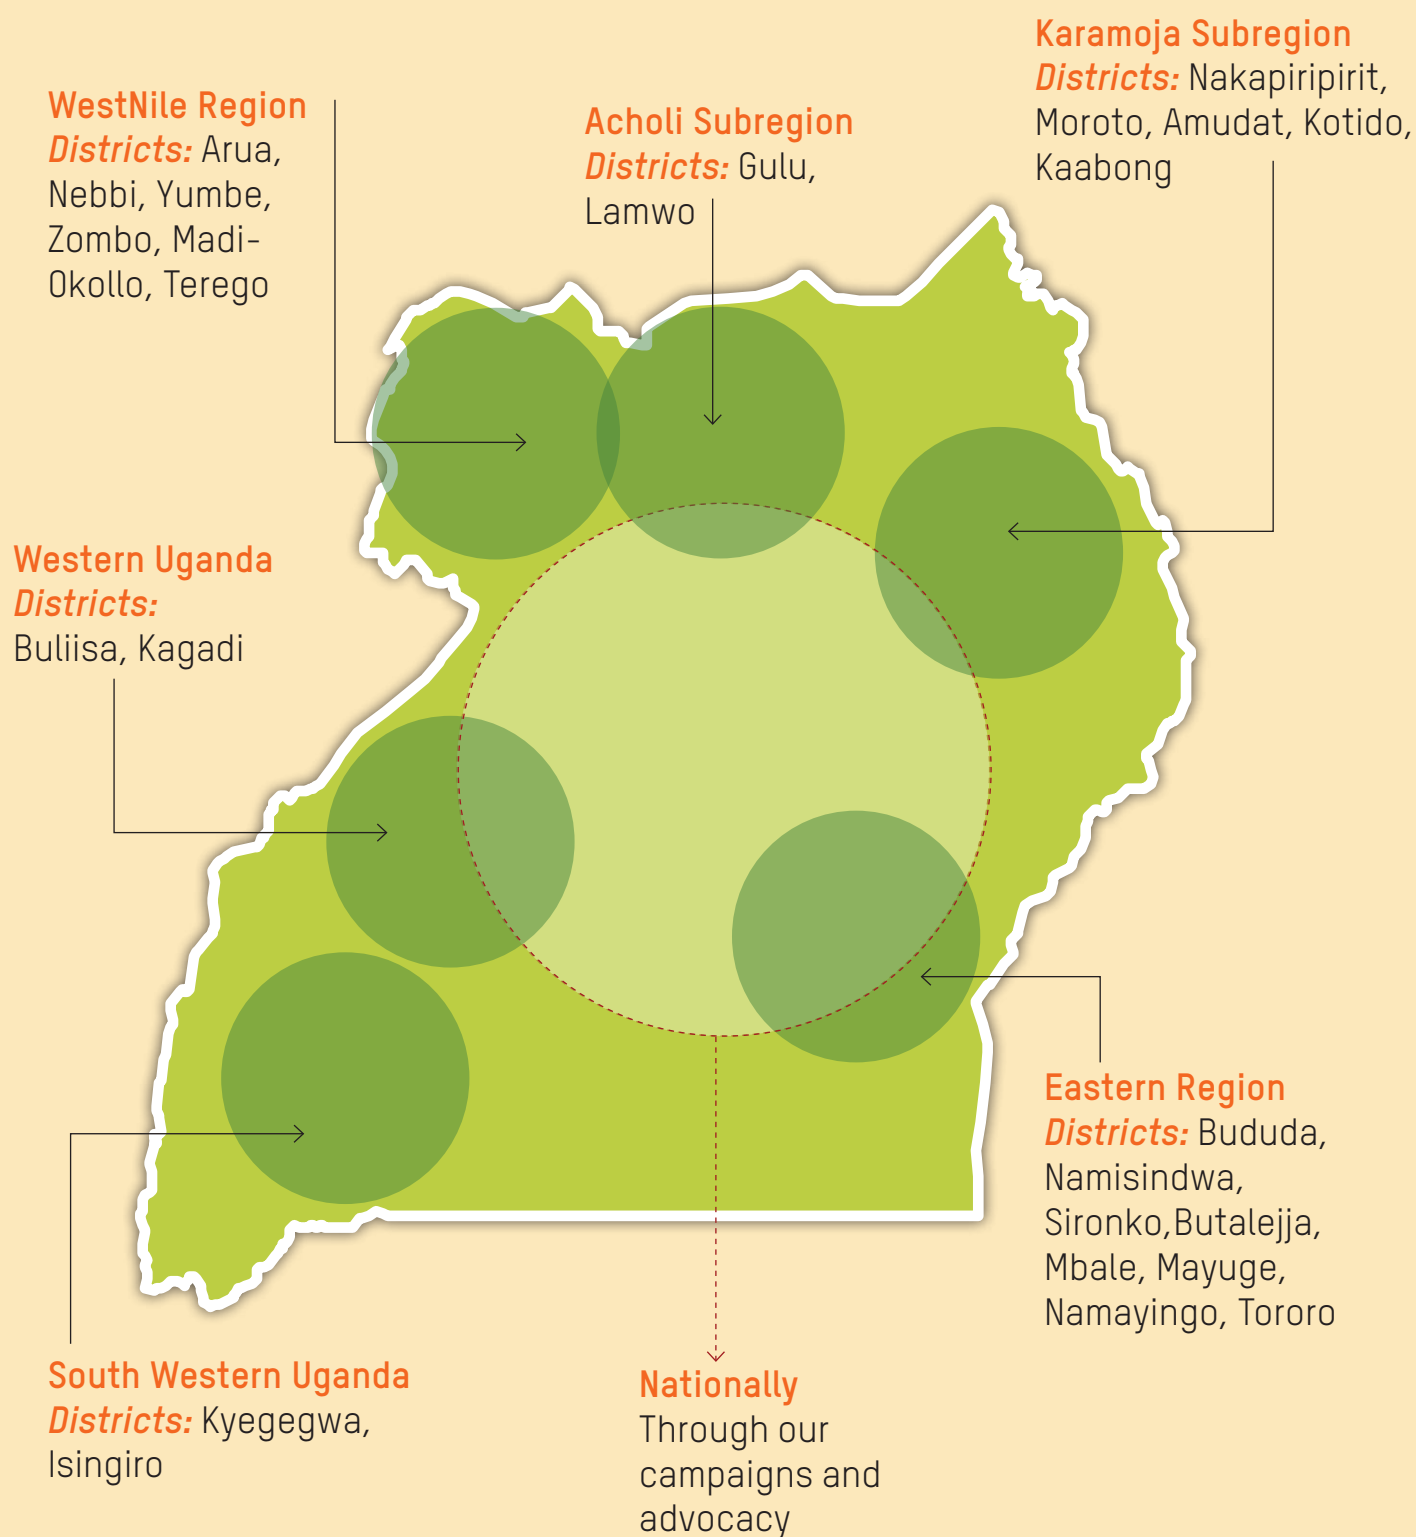 Karamoja Subregion
Districts: Nakapiripirit,
Moroto, Amudat, Kotido,
Kaabong
WestNile Region
Districts: Arua,
Nebbi, Yumbe,
Zombo, Madi-
Okollo, Terego
Acholi Subregion
Districts: Gulu,
Lamwo
Western Uganda
Districts:
Buliisa, Kagadi
Eastern Region
Districts: Bududa,
Namisindwa,
Sironko,Butalejja,
Mbale, Mayuge,
Namayingo, Tororo
South Western Uganda
Districts: Kyegegwa,
Isingiro
Nationally
Through our
campaigns and
advocacy